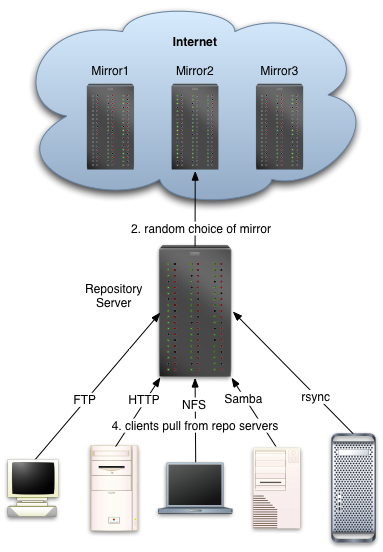 Internet
Mirror1 Mirror2 Mirror3
2. random choice of mirror
Repository
Server
FTP HTTP NFS Samba rsync
4. clients pull from repo servers